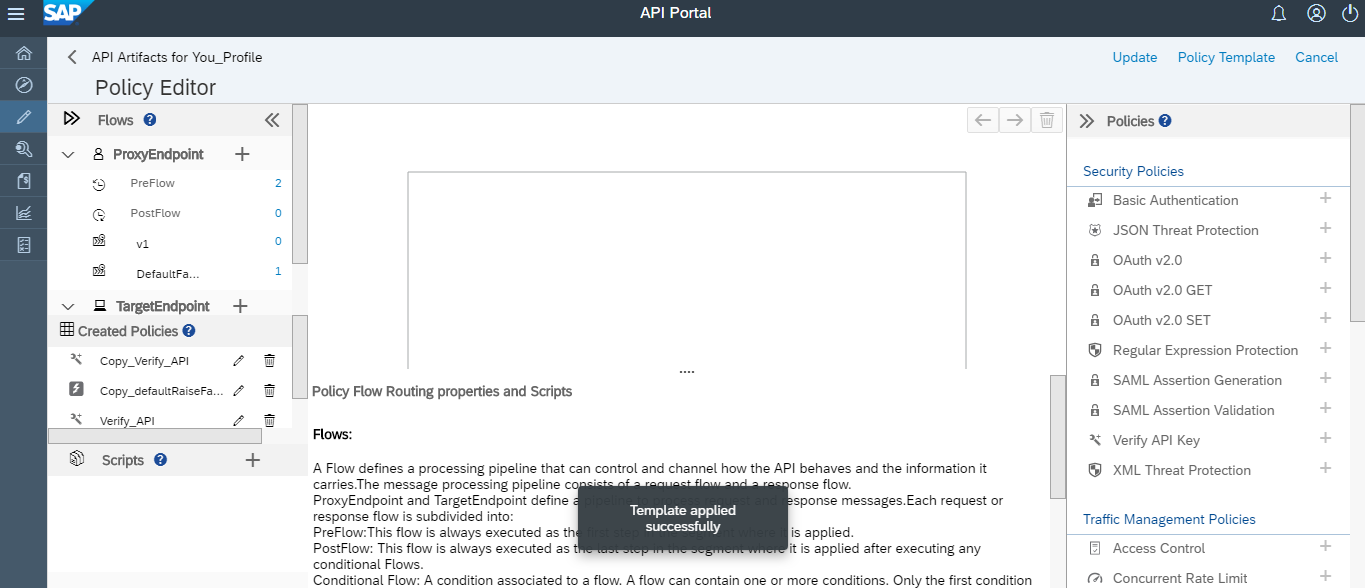 SAP
API Portal
API Artifacts for You_Profile
Update
Policy Template
Cancel
Policy Editor
Flows ?
ProxyEndpoint
PreFlow 2
PostFlow 0
v1 0
DefaultFa... 1
TargetEndpoint
Created Policies ?
Copy_Verify_API
Copy_defaultRaiseFa...
Verify_API
Scripts ?
Policy Flow Routing properties and Scripts
Flows:
A Flow defines a processing pipeline that can control and channel how the API behaves and the information it
carries.The message processing pipeline consists of a request flow and a response flow.
ProxyEndpoint and TargetEndpoint define a pipeline to process request and response messages.Each request or
response flow is subdivided into:
PreFlow:This flow is always executed as the first step in the segment where it is applied.
PostFlow: This flow is always executed as the last step in the segment where it is applied after executing any
conditional Flows.
Conditional Flow: A condition associated to a flow. A flow can contain one or more conditions. Only the first condition
Template applied
successfully
Policies ?
Security Policies
Basic Authentication
JSON Threat Protection
OAuth v2.0
OAuth v2.0 GET
OAuth v2.0 SET
Regular Expression Protection
SAML Assertion Generation
SAML Assertion Validation
Verify API Key
XML Threat Protection
Traffic Management Policies
Access Control
Concurrent Rate Limit